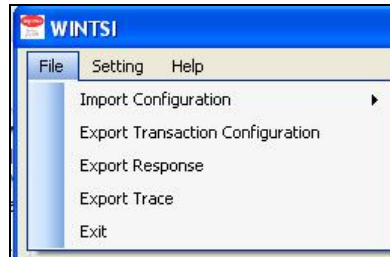 WINTSI
File Setting Help
Import Configuration
Export Transaction Configuration
Export Response
Export Trace
Exit